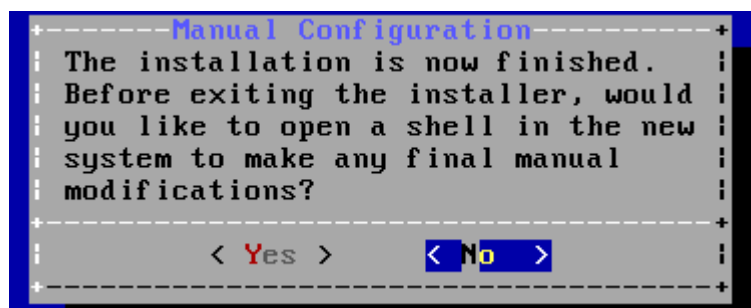 Manual Configuration
The installation is now finished.
Before exiting the installer, would
you like to open a shell in the new
system to make any final manual
modifications?
< Yes > < No >